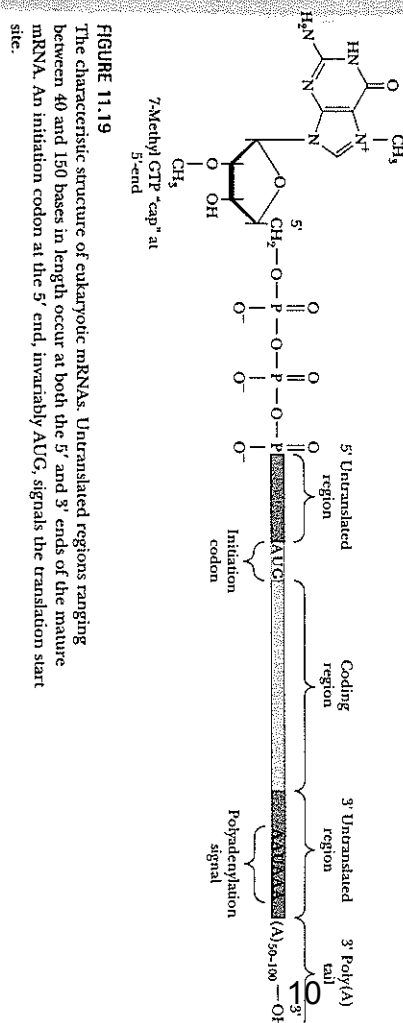 O
CH₃
HN
N⁺
H₂N
N
N
O
5'
CH₂—O—P—O—P—O—P
O O O
O⁻ O⁻ O⁻
O OH
CH₃
7-Methyl GTP "cap" at
5'-end
5' Untranslated
region
AUG
Initiation
codon
Coding
region
3' Untranslated
region
AAUAAA
Polyadenylation
signal
3' Poly(A)
tail
(A)₅₀₋₁₀₀—OH
3'
10
FIGURE 11.19
The characteristic structure of eukaryotic mRNAs. Untranslated regions ranging
between 40 and 150 bases in length occur at both the 5' and 3' ends of the mature
mRNA. An initiation codon at the 5' end, invariably AUG, signals the translation start
site.